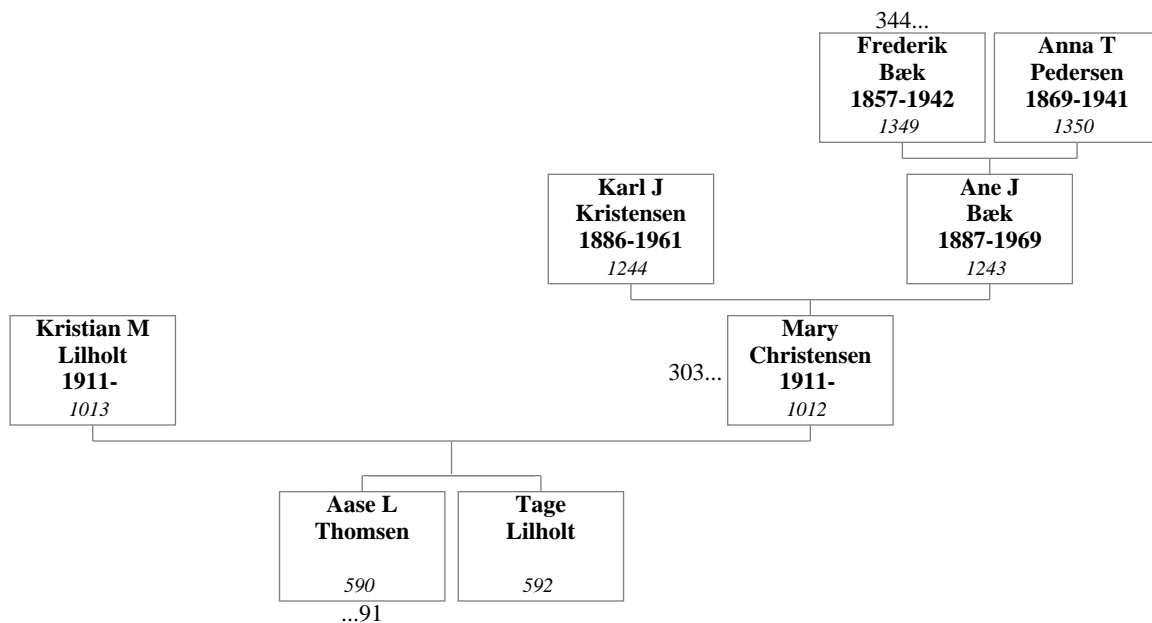 344...
Frederik
Bæk
1857-1942
1349
Anna T
Pedersen
1869-1941
1350
Karl J
Kristensen
1886-1961
1244
Ane J
Bæk
1887-1969
1243
Kristian M
Lilholt
1911-
1013
303...
Mary
Christensen
1911-
1012
Aase L
Thomsen
590
...91
Tage
Lilholt
592